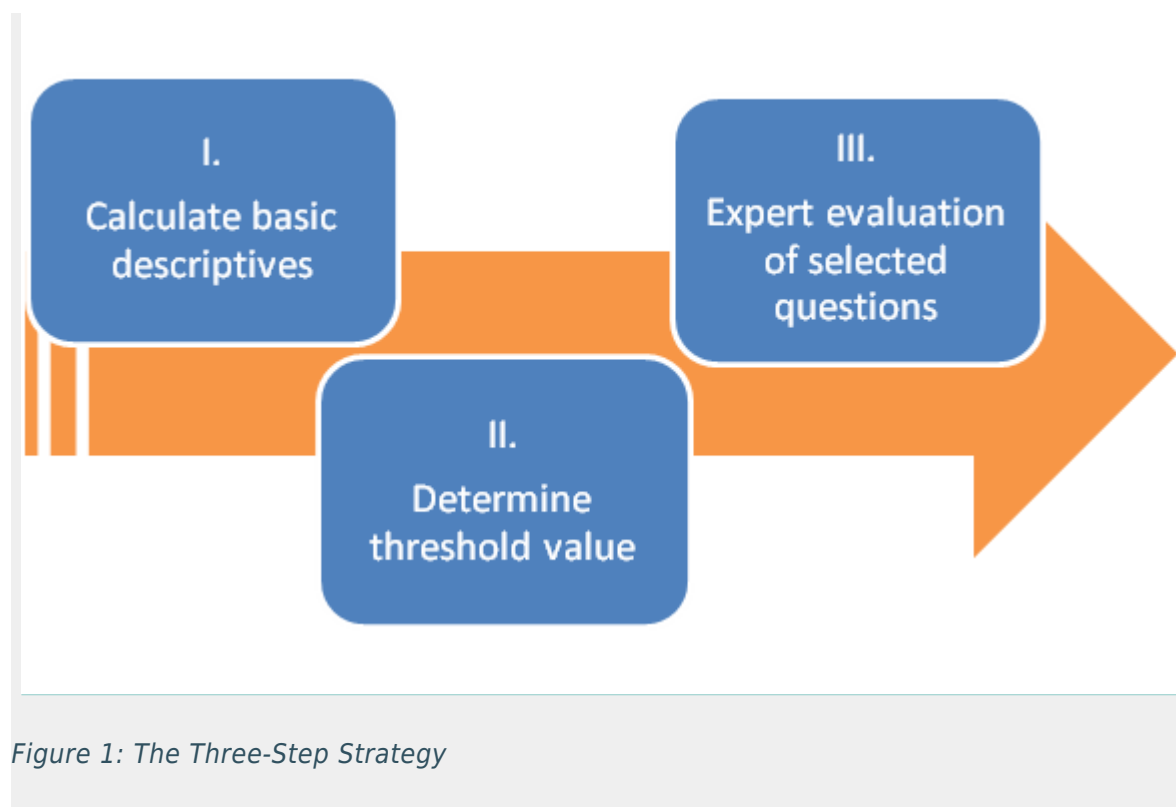 I.
Calculate basic
descriptives
II.
Determine
threshold value
III.
Expert evaluation
of selected
questions
Figure 1: The Three-Step Strategy